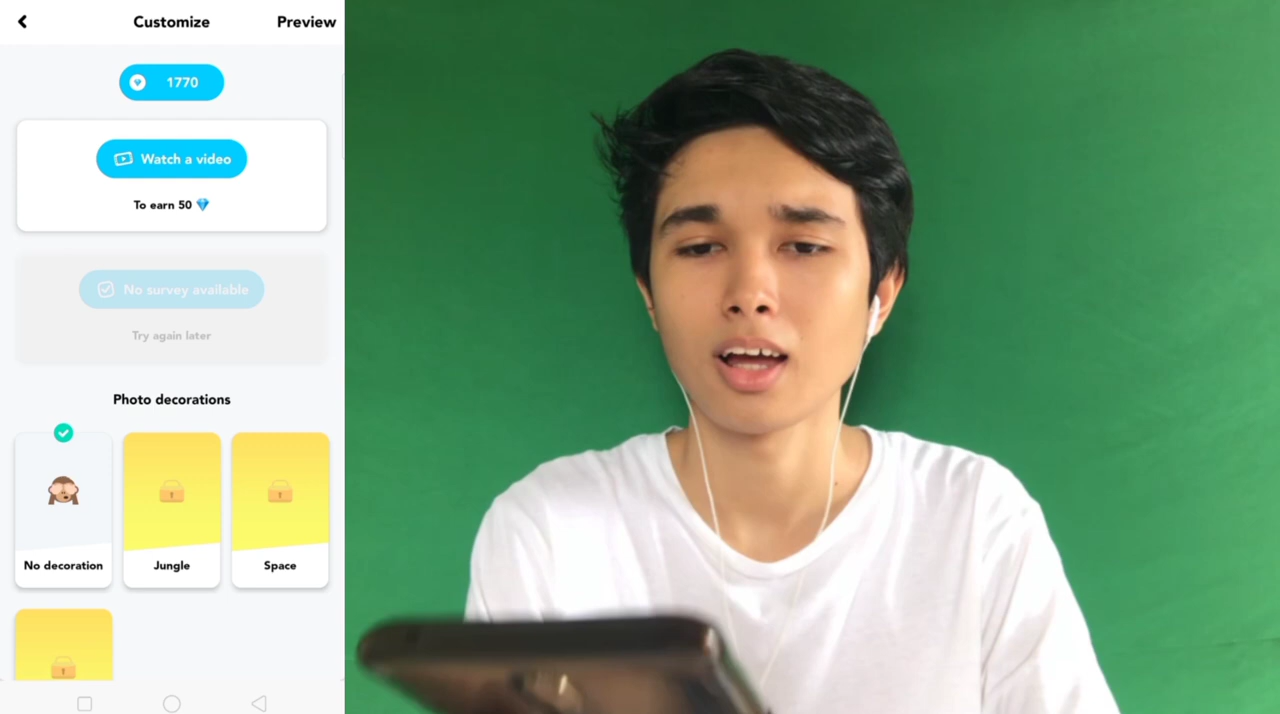 Customize
Preview
1770
Watch a video
To earn 50
No survey available
Try again later
Photo decorations
No decoration
Jungle
Space